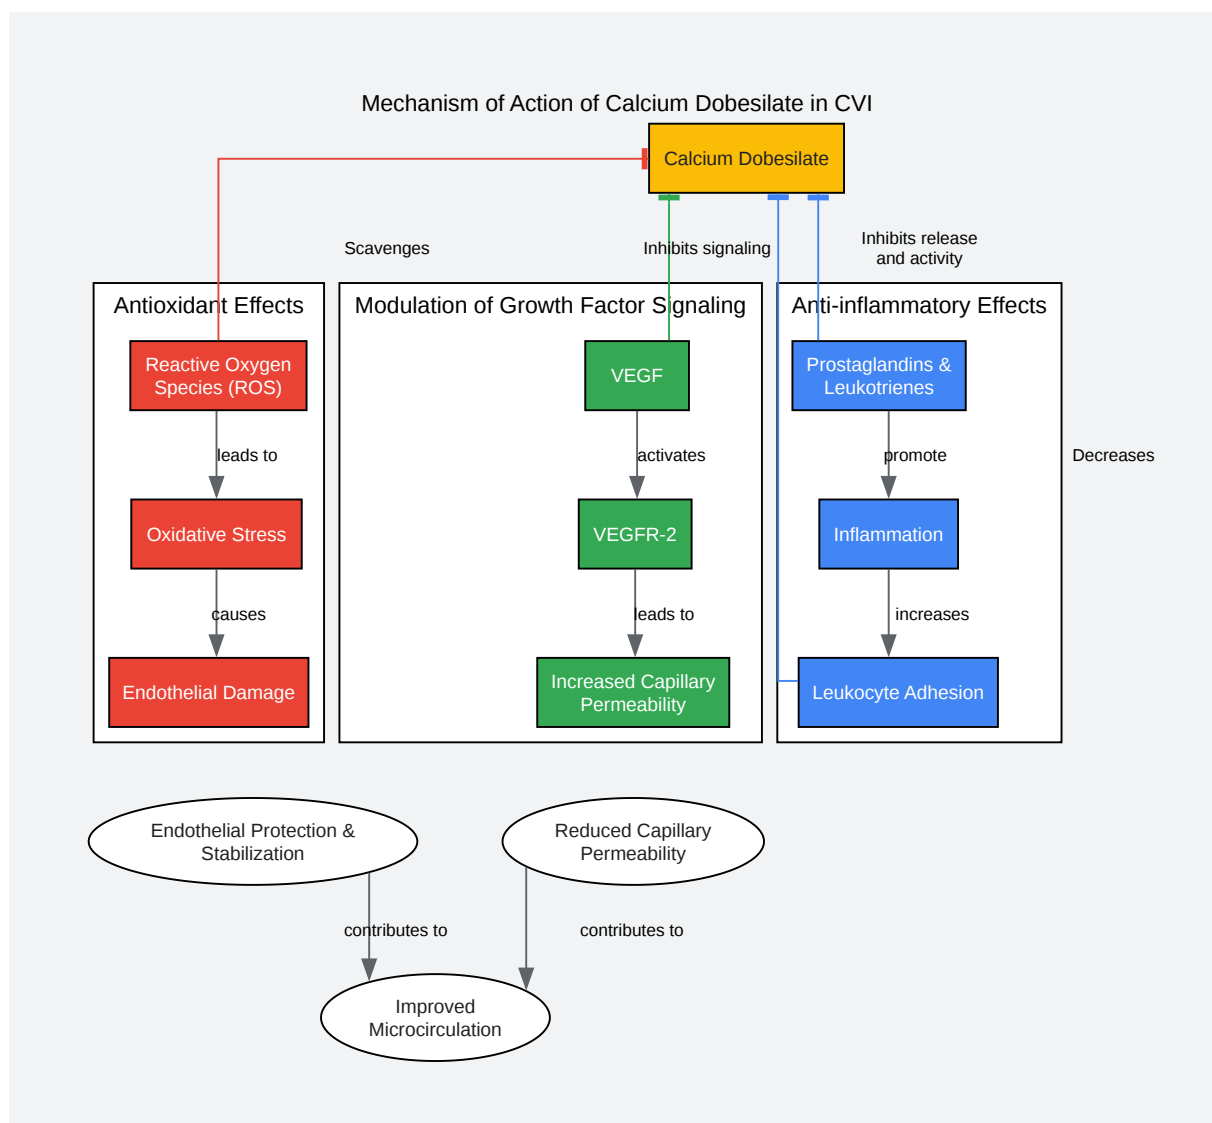 Mechanism of Action of Calcium Dobesilate in CVI
Calcium Dobesilate
Scavenges
Inhibits signaling
Inhibits release
and activity
Antioxidant Effects
Modulation of Growth Factor Signaling
Anti-inflammatory Effects
Reactive Oxygen
Species (ROS)
VEGF
Prostaglandins &
Leukotrienes
leads to
activates
promote
Decreases
Oxidative Stress
VEGFR-2
Inflammation
causes
leads to
increases
Endothelial Damage
Increased Capillary
Permeability
Leukocyte Adhesion
Endothelial Protection &
Stabilization
Reduced Capillary
Permeability
contributes to
contributes to
Improved
Microcirculation